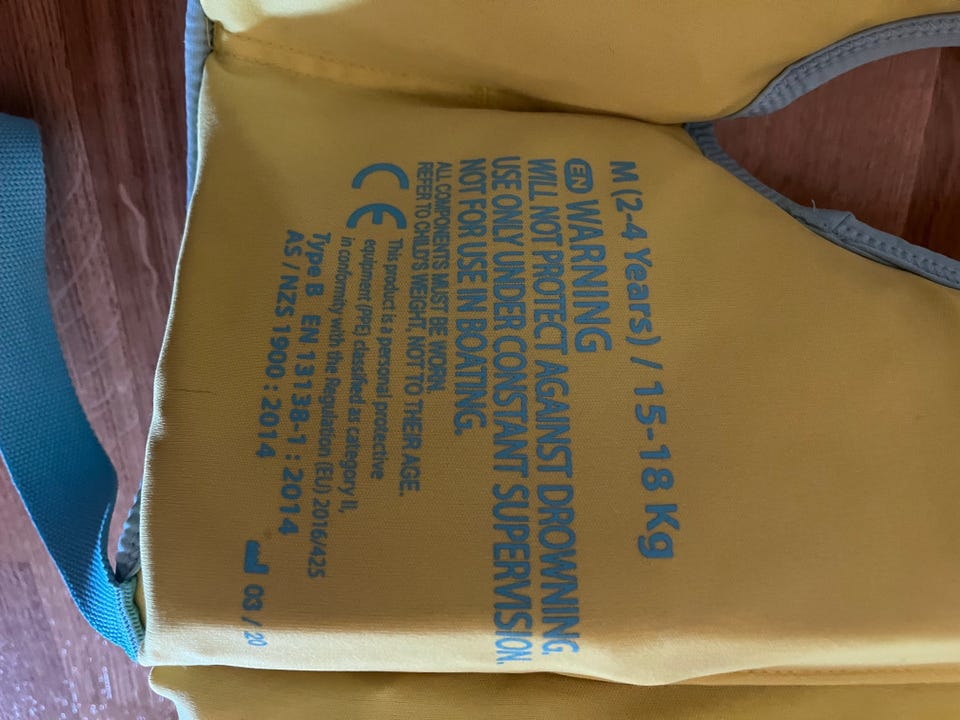 M (2-4 Years) / 15-18 Kg
EN WARNING
WILL NOT PROTECT AGAINST DROWNING.
USE ONLY UNDER CONSTANT SUPERVISION.
NOT FOR USE IN BOATING.
ALL COMPONENTS MUST BE WORN.
REFER TO CHILD'S WEIGHT, NOT TO THEIR AGE.
CE
This product is a personal protective
equipment (PPE) classified as category II,
in conformity with the Regulation (EU) 2016/425
Type B EN 13138-1 : 2014
AS / NZS 1900 : 2014
03 / 20